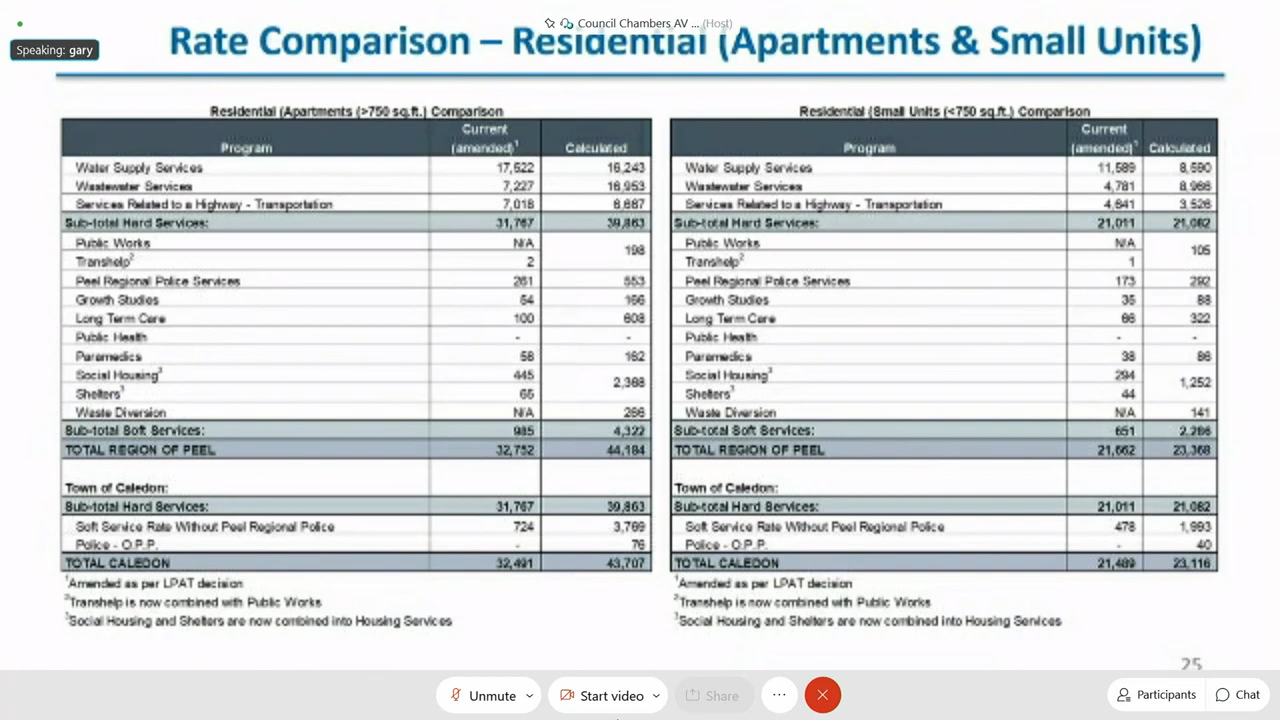 Council Chambers AV ... (Host)
Speaking: gary
Rate Comparison – Residential (Apartments & Small Units)
Residential (Apartments (>750 sq.ft.) Comparison
Program Current (amended)1 Calculated
Water Supply Services 17,522 16,243
Wastewater Services 7,227 16,953
Services Related to a Highway - Transportation 7,018 6,667
Sub-total Hard Services: 31,767 39,863
Public Works N/A 198
Transhelp2 2
Peel Regional Police Services 261 553
Growth Studies 54 166
Long Term Care 100 608
Public Health - -
Paramedics 58 162
Social Housing3 445 2,368
Shelters3 65
Waste Diversion N/A 266
Sub-total Soft Services: 985 4,322
TOTAL REGION OF PEEL 32,752 44,184
Town of Caledon:
Sub-total Hard Services: 31,767 39,863
Soft Service Rate Without Peel Regional Police 724 3,769
Police - O.P.P. - 76
TOTAL CALEDON 32,491 43,707
1Amended as per LPAT decision
2Transhelp is now combined with Public Works
3Social Housing and Shelters are now combined into Housing Services
Residential (Small Units (<750 sq.ft.) Comparison
Program Current (amended)1 Calculated
Water Supply Services 11,589 8,590
Wastewater Services 4,781 8,966
Services Related to a Highway - Transportation 4,641 3,526
Sub-total Hard Services: 21,011 21,082
Public Works N/A 105
Transhelp2 1
Peel Regional Police Services 173 292
Growth Studies 35 88
Long Term Care 66 322
Public Health - -
Paramedics 38 86
Social Housing3 294 1,252
Shelters3 44
Waste Diversion N/A 141
Sub-total Soft Services: 651 2,286
TOTAL REGION OF PEEL 21,662 23,368
Town of Caledon:
Sub-total Hard Services: 21,011 21,082
Soft Service Rate Without Peel Regional Police 478 1,993
Police - O.P.P. - 40
TOTAL CALEDON 21,489 23,116
1Amended as per LPAT decision
2Transhelp is now combined with Public Works
3Social Housing and Shelters are now combined into Housing Services
25
Unmute
Start video
Share
Participants
Chat